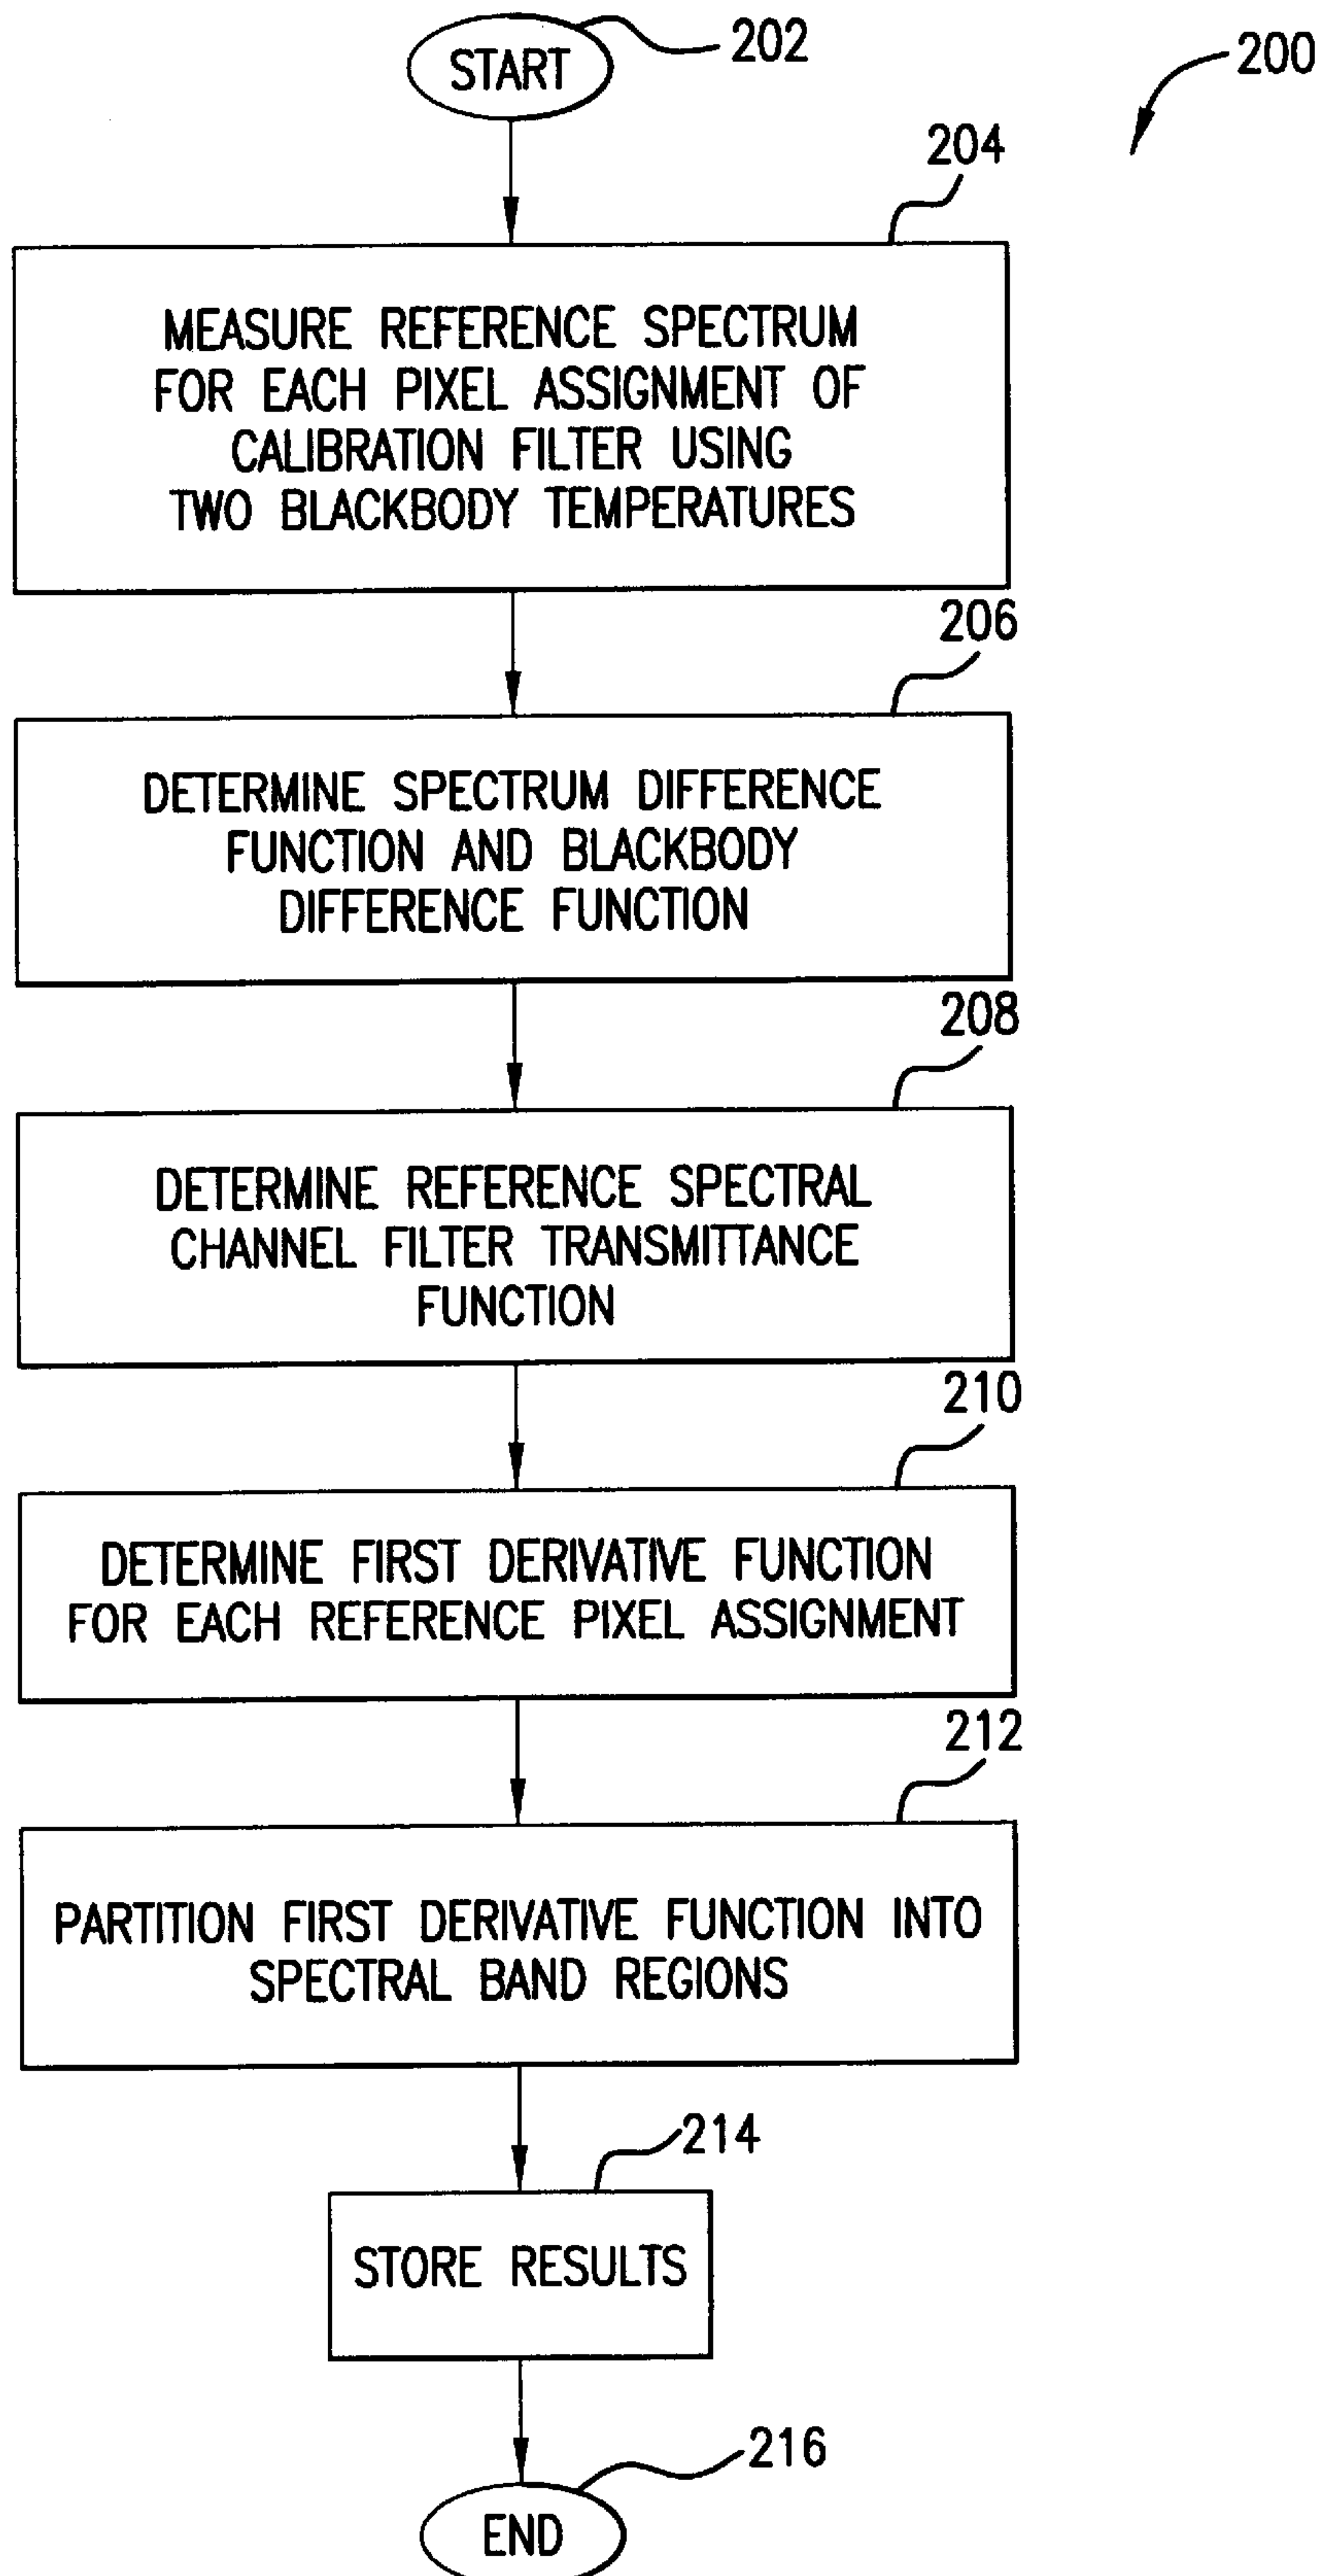 START
202
200
204
MEASURE REFERENCE SPECTRUM
FOR EACH PIXEL ASSIGNMENT OF
CALIBRATION FILTER USING
TWO BLACKBODY TEMPERATURES
206
DETERMINE SPECTRUM DIFFERENCE
FUNCTION AND BLACKBODY
DIFFERENCE FUNCTION
208
DETERMINE REFERENCE SPECTRAL
CHANNEL FILTER TRANSMITTANCE
FUNCTION
210
DETERMINE FIRST DERIVATIVE FUNCTION
FOR EACH REFERENCE PIXEL ASSIGNMENT
212
PARTITION FIRST DERIVATIVE FUNCTION INTO
SPECTRAL BAND REGIONS
214
STORE RESULTS
216
END